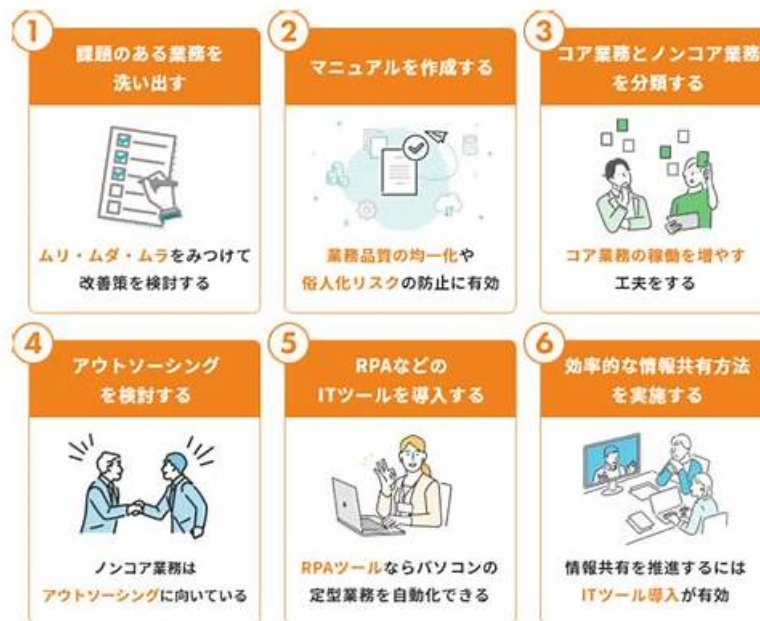 1
課題のある業務を
洗い出す
ムリ・ムダ・ムラをみつけて
改善策を検討する
2
マニュアルを作成する
業務品質の均一化や
俗人化リスクの防止に有効
3
コア業務とノンコア業務
を分類する
コア業務の稼働を増やす
工夫をする
4
アウトソーシング
を検討する
ノンコア業務は
アウトソーシングに向いている
5
RPAなどの
ITツールを導入する
RPAツールならパソコンの
定型業務を自動化できる
6
効率的な情報共有方法
を実施する
情報共有を推進するには
ITツール導入が有効